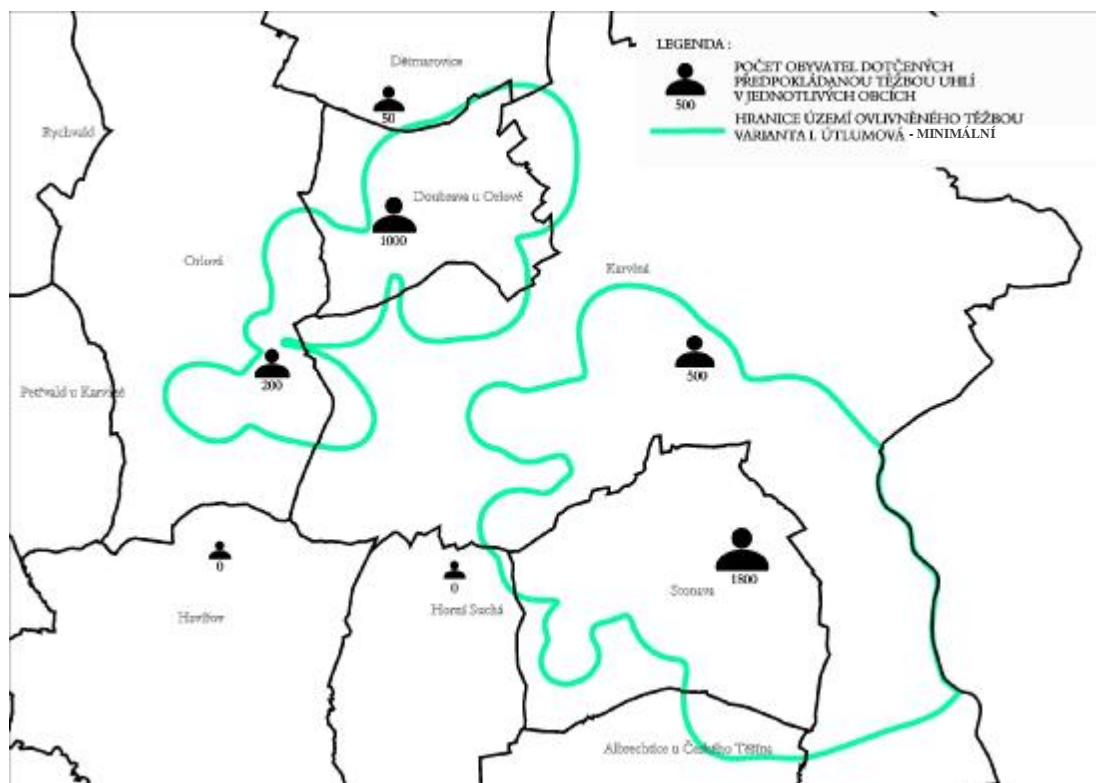 LEGENDA :
POČET OBYVATEL DOTČENÝCH
PŘEDPOKLÁDANOU TĚŽBOU UHLÍ
V JEDNOTLIVÝCH OBCÍCH
500
HRANICE ÚZEMÍ OVLIVNĚNÉHO TĚŽBOU
VARIANTA I. ÚTLUMOVÁ - MINIMÁLNÍ
Dětmarovice
50
Rychvald
Doubrava u Orlové
1000
Orlová
Karviná
500
200
Petřvald u Karviné
0
Havířov
0
Horní Suchá
1800
Stonava
Albrechtice u Českého Těšína